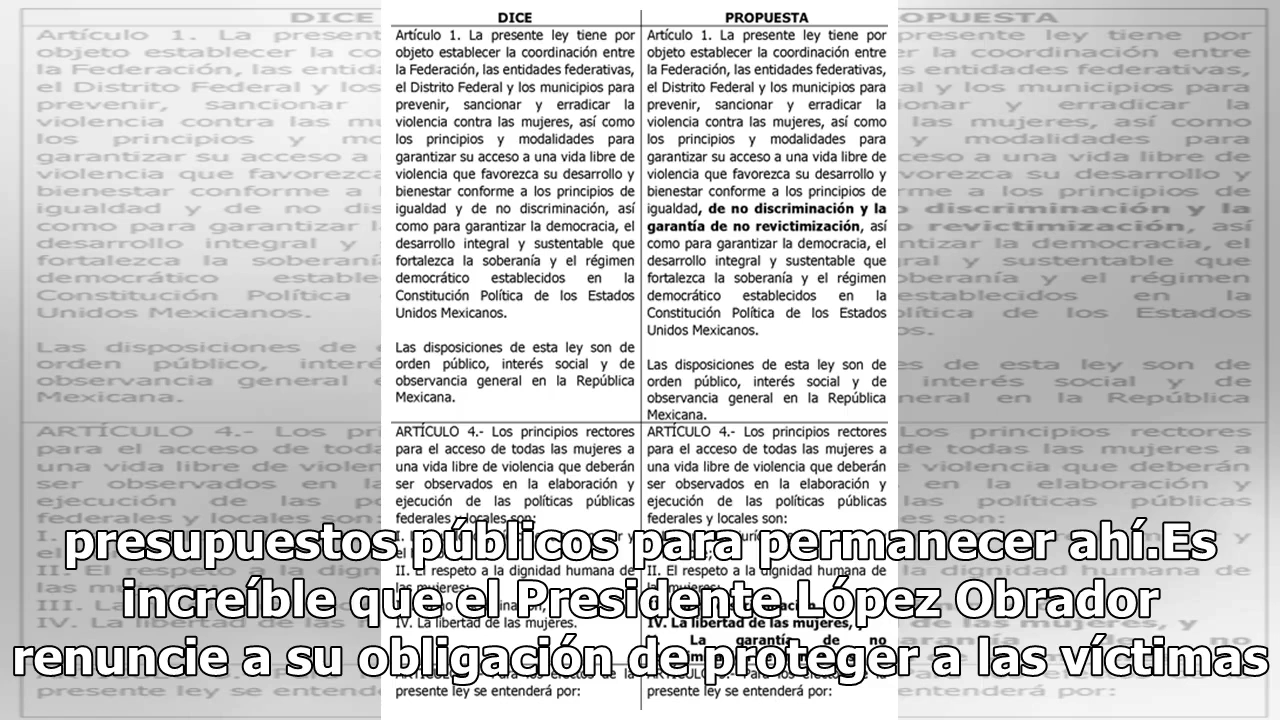 DICE
Artículo 1. La presente ley tiene por
objeto establecer la coordinación entre
la Federación, las entidades federativas,
el Distrito Federal y los municipios para
prevenir, sancionar y erradicar la
violencia contra las mujeres, así como
los principios y modalidades para
garantizar su acceso a una vida libre de
violencia que favorezca su desarrollo y
bienestar conforme a los principios de
igualdad y de no discriminación, así
como para garantizar la democracia, el
desarrollo integral y sustentable que
fortalezca la soberanía y el régimen
democrático establecidos en la
Constitución Política de los Estados
Unidos Mexicanos.
Las disposiciones de esta ley son de
orden público, interés social y de
observancia general en la República
Mexicana.
ARTÍCULO 4.- Los principios rectores
para el acceso de todas las mujeres a
una vida libre de violencia que deberán
ser observados en la elaboración y
ejecución de las políticas públicas
federales y locales son:
II. El respeto a la dignidad humana de
las mujeres;
IV. La libertad de las mujeres.
presente ley se entenderá por:
PROPUESTA
Artículo 1. La presente ley tiene por
objeto establecer la coordinación entre
la Federación, las entidades federativas,
el Distrito Federal y los municipios para
prevenir, sancionar y erradicar la
violencia contra las mujeres, así como
los principios y modalidades para
garantizar su acceso a una vida libre de
violencia que favorezca su desarrollo y
bienestar conforme a los principios de
igualdad, de no discriminación y la
garantía de no revictimización, así
como para garantizar la democracia, el
desarrollo integral y sustentable que
fortalezca la soberanía y el régimen
democrático establecidos en la
Constitución Política de los Estados
Unidos Mexicanos.
Las disposiciones de esta ley son de
orden público, interés social y de
observancia general en la República
Mexicana.
ARTÍCULO 4.- Los principios rectores
para el acceso de todas las mujeres a
una vida libre de violencia que deberán
ser observados en la elaboración y
ejecución de las políticas públicas
federales y locales son:
II. El respeto a la dignidad humana de
las mujeres;
IV. La libertad de las mujeres, y
La garantía de no
presente ley se entenderá por:
presupuestos públicos para permanecer ahí.Es
increíble que el Presidente López Obrador
renuncie a su obligación de proteger a las víctimas